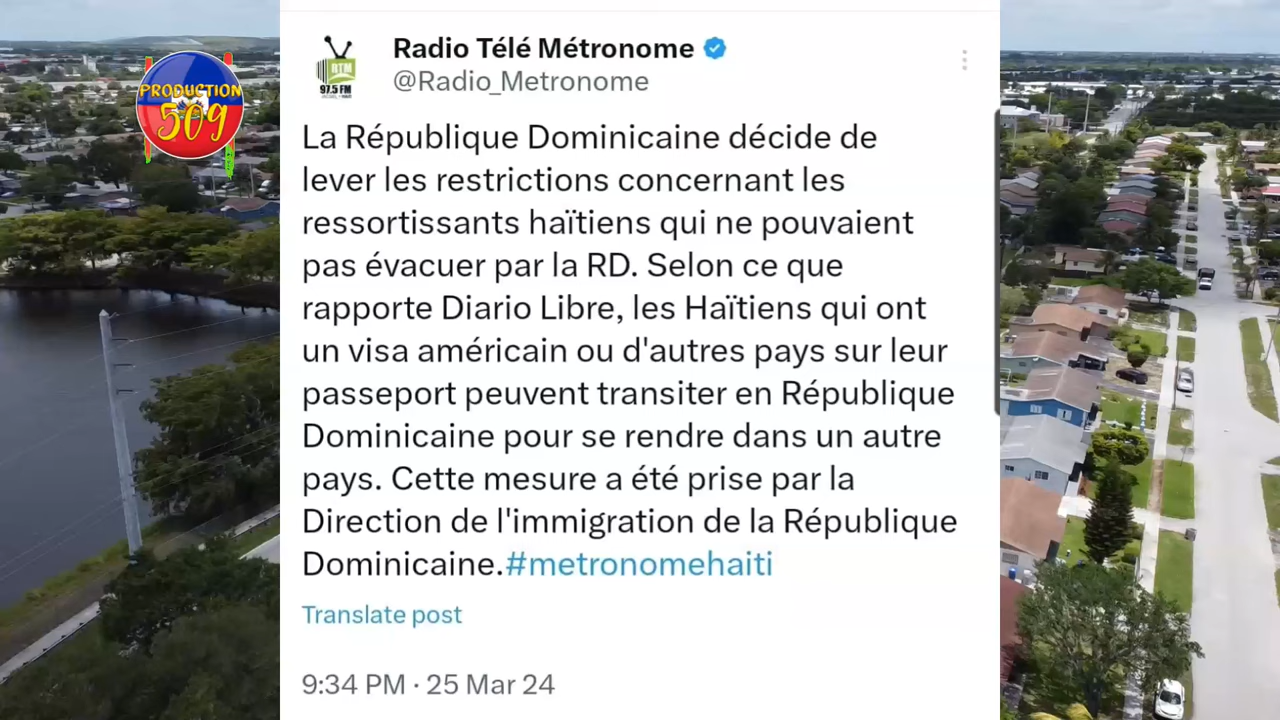 PRODUCTION
509
RTM
97.5 FM
Radio Télé Métronome
@Radio_Metronome
La République Dominicaine décide de
lever les restrictions concernant les
ressortissants haïtiens qui ne pouvaient
pas évacuer par la RD. Selon ce que
rapporte Diario Libre, les Haïtiens qui ont
un visa américain ou d'autres pays sur leur
passeport peuvent transiter en République
Dominicaine pour se rendre dans un autre
pays. Cette mesure a été prise par la
Direction de l'immigration de la République
Dominicaine.#metronomehaiti
Translate post
9:34 PM · 25 Mar 24